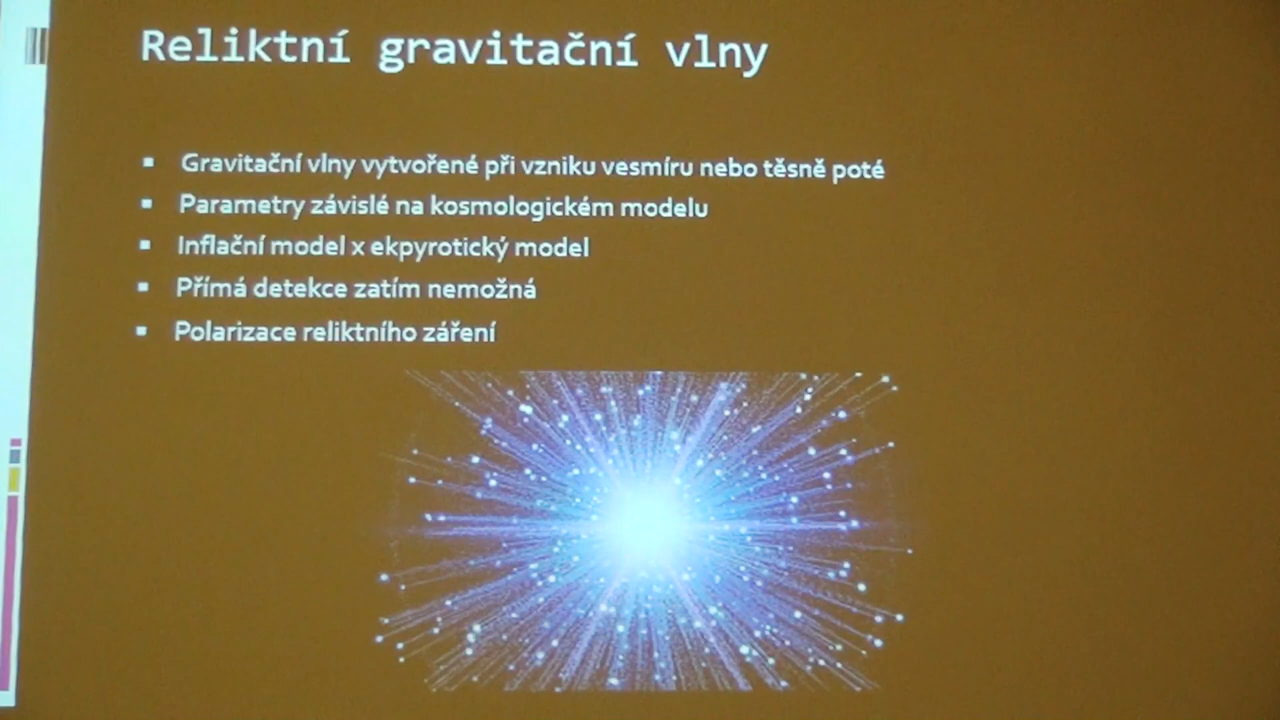 Reliktní gravitační vlny
▪ Gravitační vlny vytvořené při vzniku vesmíru nebo těsně poté
▪ Parametry závislé na kosmologickém modelu
▪ Inflační model x ekpyrotický model
▪ Přímá detekce zatím nemožná
▪ Polarizace reliktního záření